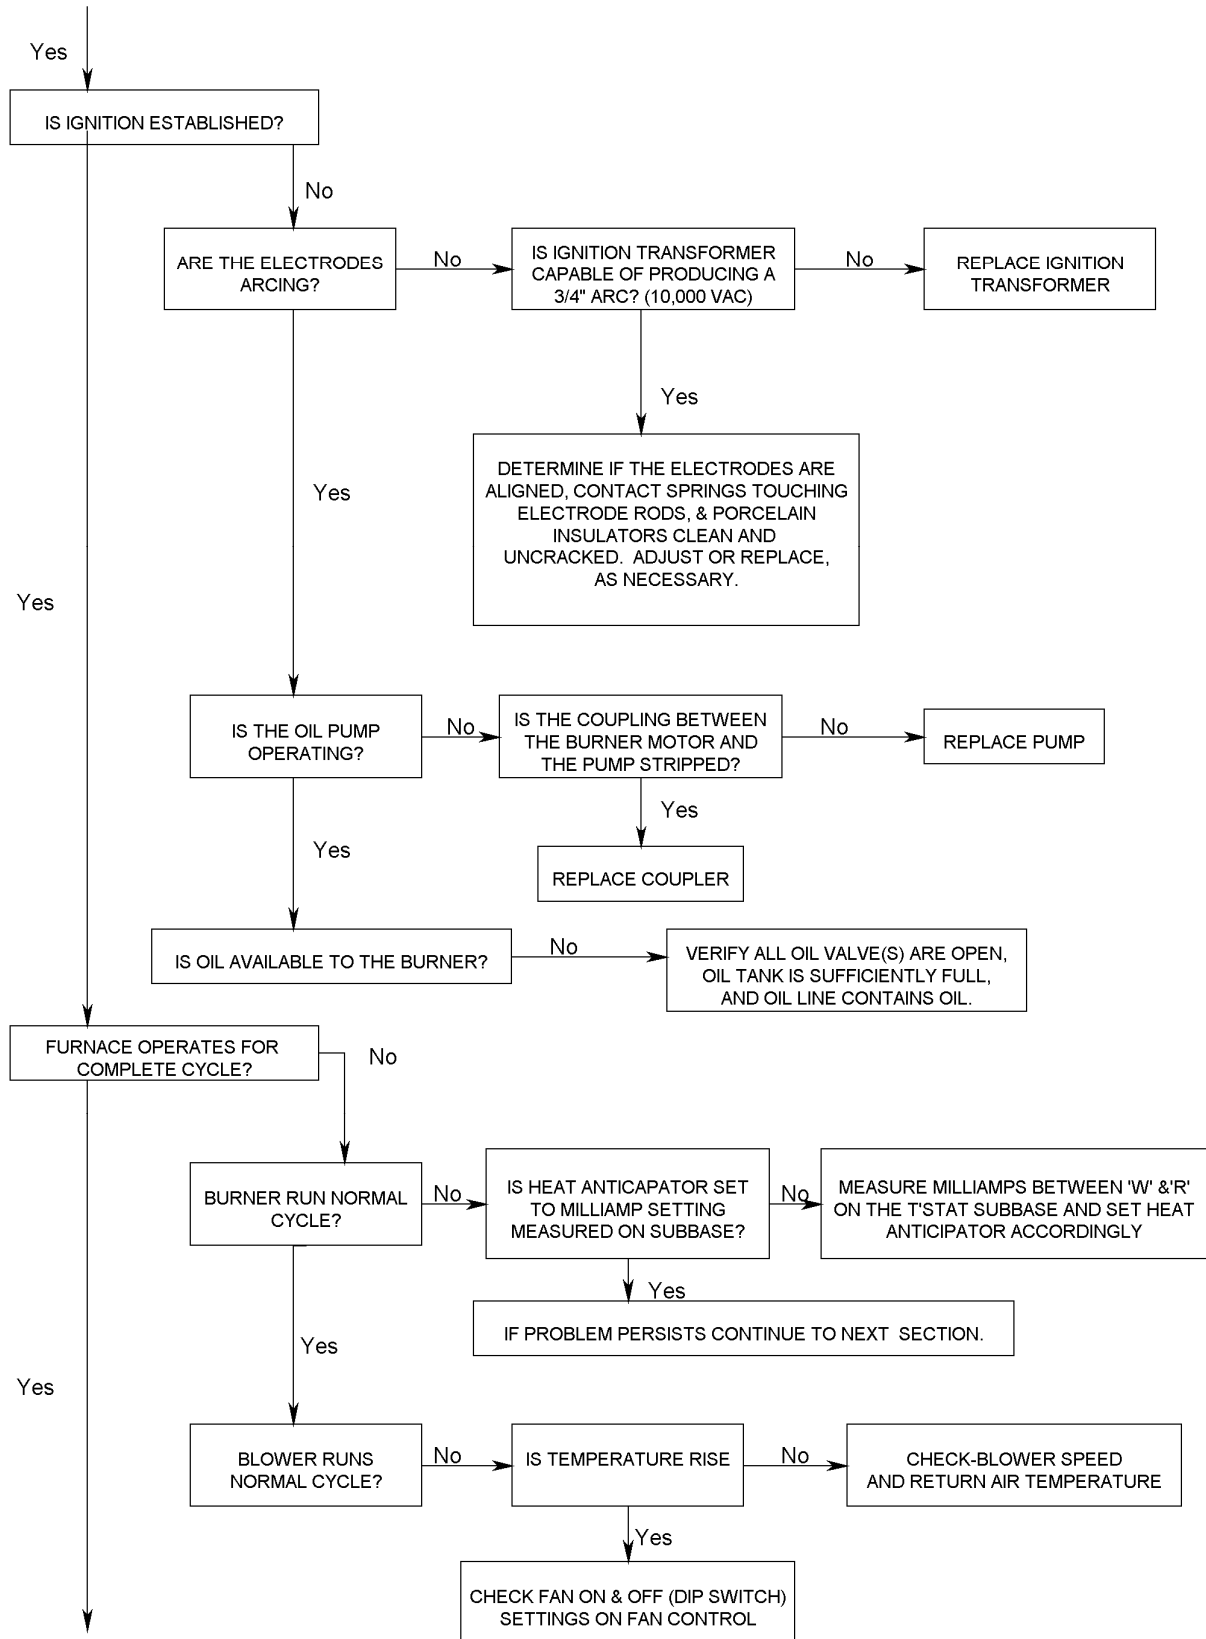 Yes
IS IGNITION ESTABLISHED?
No
ARE THE ELECTRODES
ARCING?
No
IS IGNITION TRANSFORMER
CAPABLE OF PRODUCING A
3/4" ARC? (10,000 VAC)
No
REPLACE IGNITION
TRANSFORMER
Yes
DETERMINE IF THE ELECTRODES ARE
ALIGNED, CONTACT SPRINGS TOUCHING
ELECTRODE RODS, & PORCELAIN
INSULATORS CLEAN AND
UNCRACKED. ADJUST OR REPLACE,
AS NECESSARY.
Yes
Yes
IS THE OIL PUMP
OPERATING?
No
IS THE COUPLING BETWEEN
THE BURNER MOTOR AND
THE PUMP STRIPPED?
No
REPLACE PUMP
Yes
REPLACE COUPLER
Yes
IS OIL AVAILABLE TO THE BURNER?
No
VERIFY ALL OIL VALVE(S) ARE OPEN,
OIL TANK IS SUFFICIENTLY FULL,
AND OIL LINE CONTAINS OIL.
FURNACE OPERATES FOR
COMPLETE CYCLE?
No
BURNER RUN NORMAL
CYCLE?
No
IS HEAT ANTICAPATOR SET
TO MILLIAMP SETTING
MEASURED ON SUBBASE?
No
MEASURE MILLIAMPS BETWEEN 'W' &'R'
ON THE T'STAT SUBBASE AND SET HEAT
ANTICIPATOR ACCORDINGLY
Yes
IF PROBLEM PERSISTS CONTINUE TO NEXT SECTION.
Yes
Yes
BLOWER RUNS
NORMAL CYCLE?
No
IS TEMPERATURE RISE
No
CHECK-BLOWER SPEED
AND RETURN AIR TEMPERATURE
Yes
CHECK FAN ON & OFF (DIP SWITCH)
SETTINGS ON FAN CONTROL